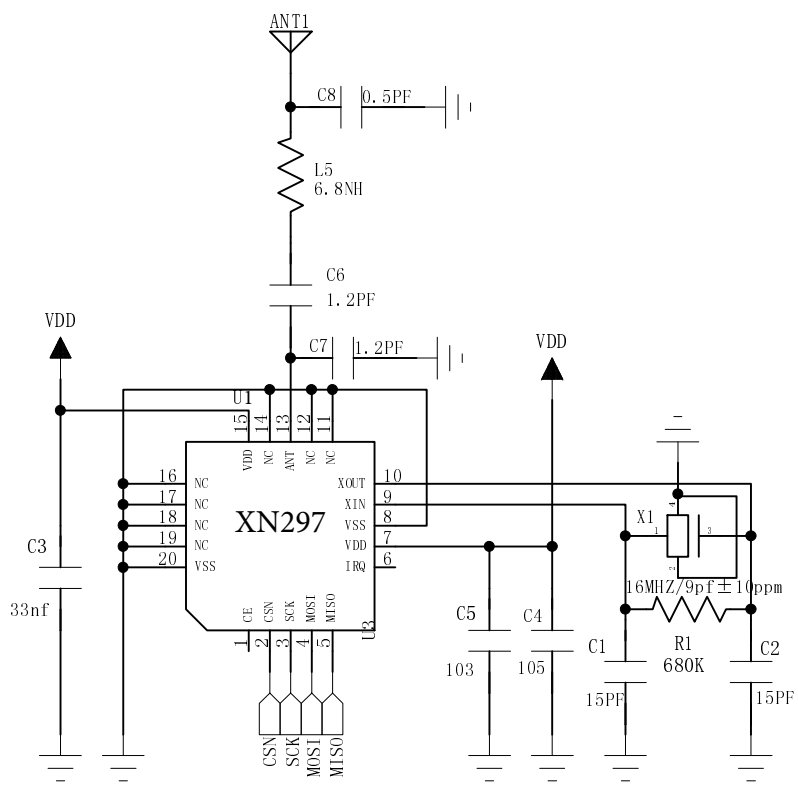 ANT1
C8
0.5PF
L5
6.8NH
C6
1.2PF
C7
1.2PF
VDD
VDD
U1
15
14
13
12
11
VDD
NC
ANT
NC
NC
16
NC
17
NC
18
NC
19
NC
20
VSS
XN297
XOUT
10
XIN
9
VSS
8
VDD
7
IRQ
6
CE
CSN
SCK
MOSI
MISO
U3
1
2
3
4
5
CSN
SCK
MOSI
MISO
C3
33nf
C5
103
C4
105
X1
1
2
3
4
16MHZ/9pf±10ppm
R1
680K
C1
15PF
C2
15PF